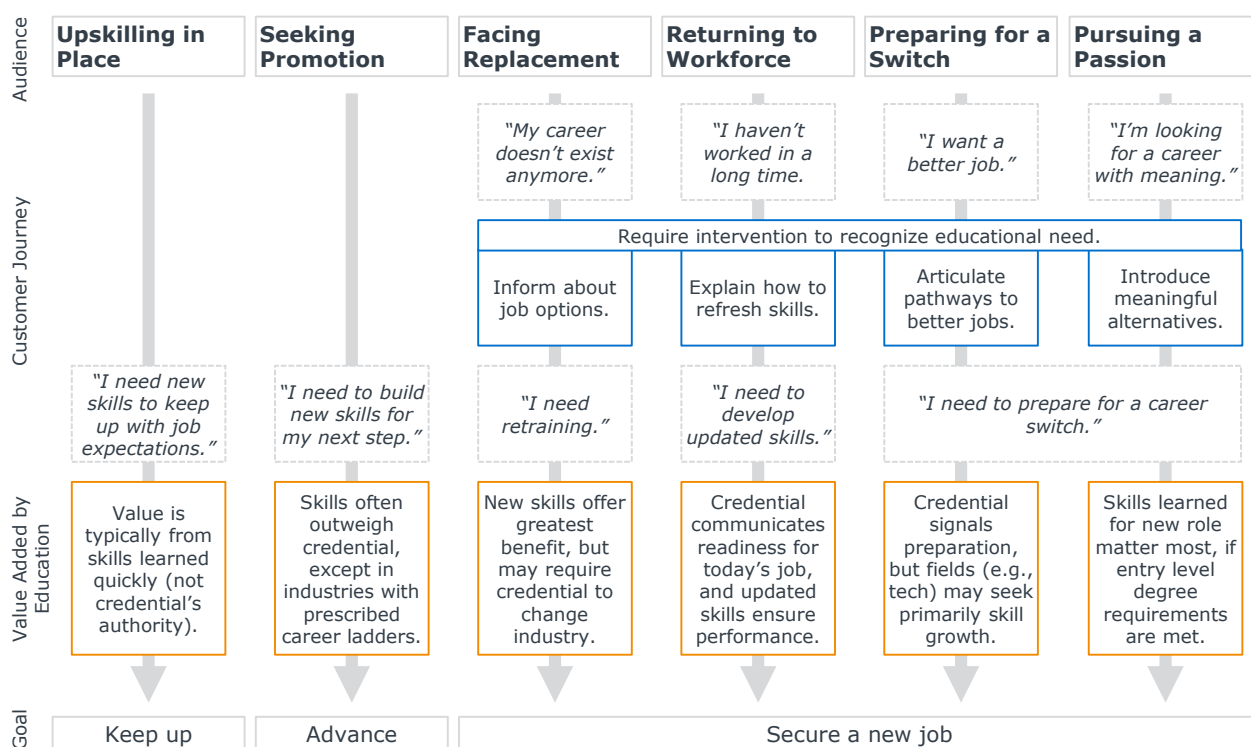 Audience
Upskilling in
Place
Seeking
Promotion
Facing
Replacement
Returning to
Workforce
Preparing for a
Switch
Pursuing a
Passion
Customer Journey
“My career
doesn’t exist
anymore.”
“I haven’t
worked in a
long time.
“I want a
better job.”
“I’m looking
for a career
with meaning.”
Require intervention to recognize educational need.
Inform about
job options.
Explain how to
refresh skills.
Articulate
pathways to
better jobs.
Introduce
meaningful
alternatives.
“I need new
skills to keep
up with job
expectations.”
“I need to build
new skills for
my next step.”
“I need
retraining.”
“I need to
develop
updated skills.”
“I need to prepare for a career
switch.”
Value Added by
Education
Value is
typically from
skills learned
quickly (not
credential’s
authority).
Skills often
outweigh
credential,
except in
industries with
prescribed
career ladders.
New skills offer
greatest
benefit, but
may require
credential to
change
industry.
Credential
communicates
readiness for
today’s job,
and updated
skills ensure
performance.
Credential
signals
preparation,
but fields (e.g.,
tech) may seek
primarily skill
growth.
Skills learned
for new role
matter most, if
entry level
degree
requirements
are met.
Goal
Keep up
Advance
Secure a new job